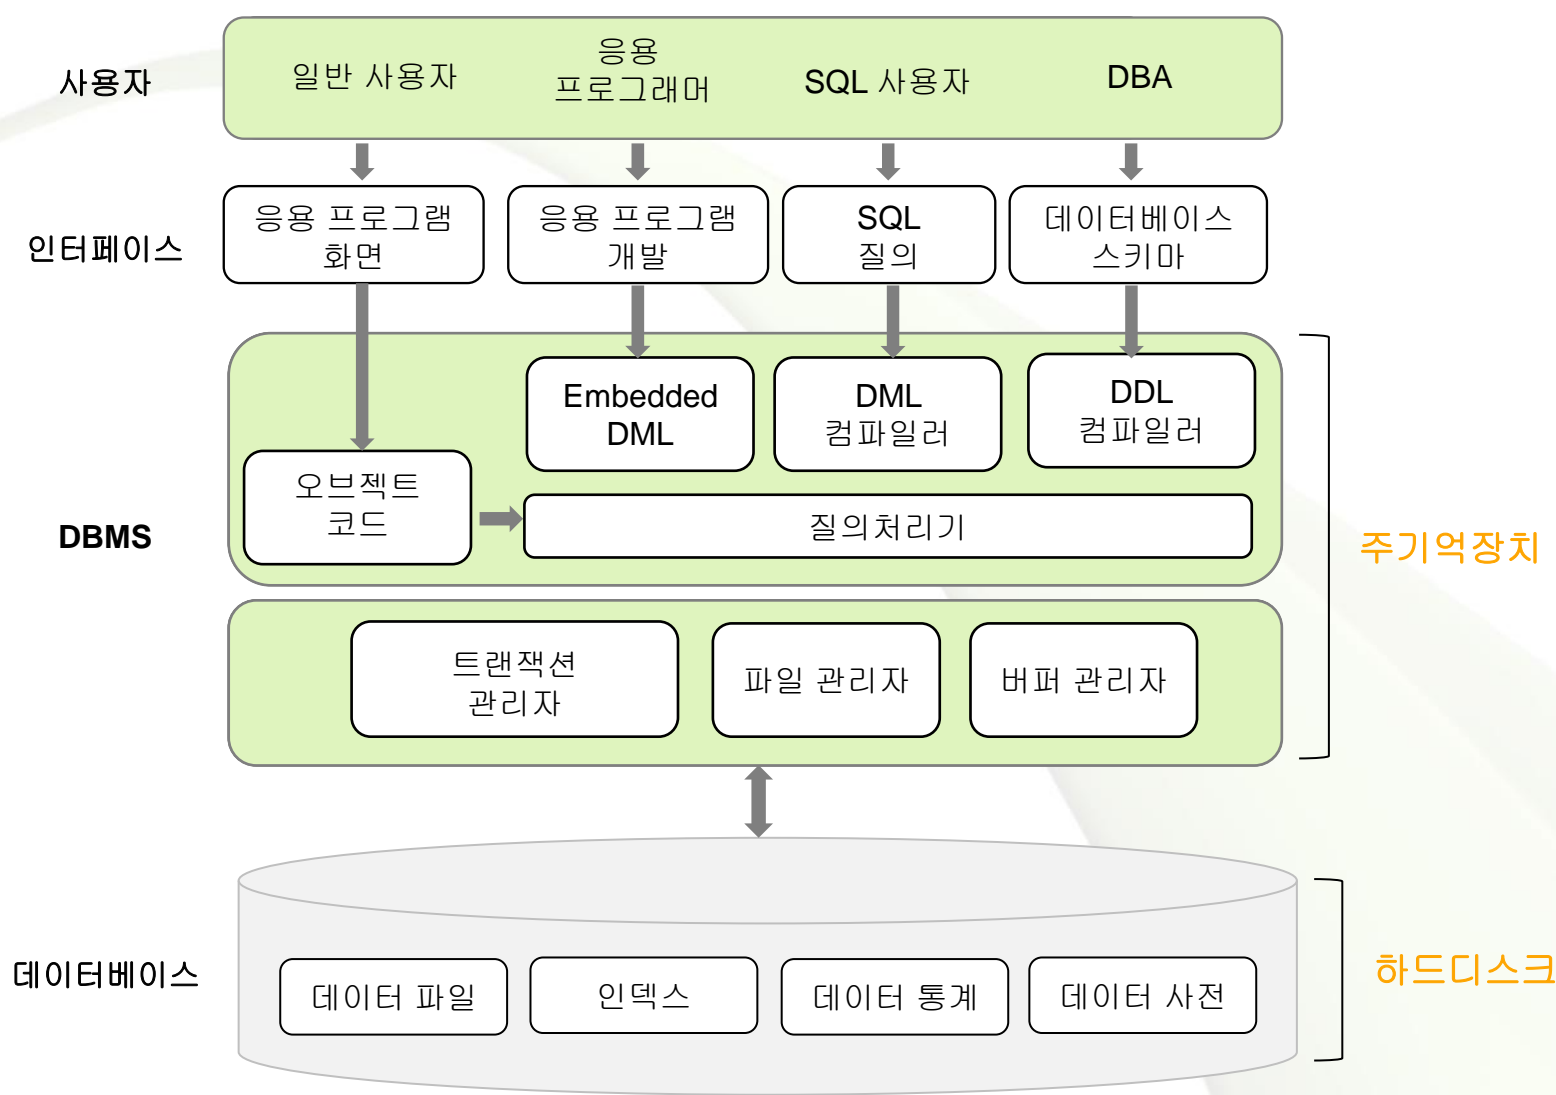 사용자
일반 사용자
응용
프로그래머
SQL 사용자
DBA
인터페이스
응용 프로그램
화면
응용 프로그램
개발
SQL
질의
데이터베이스
스키마
DBMS
Embedded
DML
DML
컴파일러
DDL
컴파일러
오브젝트
코드
질의처리기
주기억장치
트랜잭션
관리자
파일 관리자
버퍼 관리자
데이터베이스
데이터 파일
인덱스
데이터 통계
데이터 사전
하드디스크